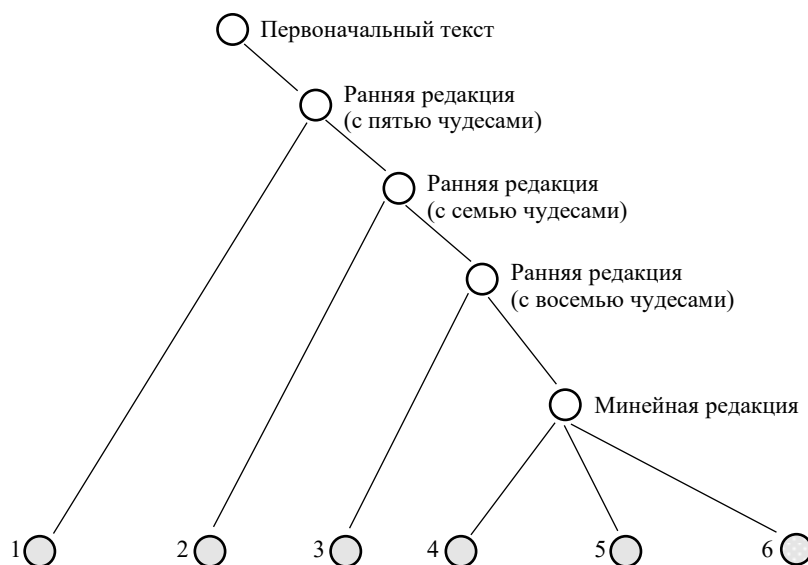 Первоначальный текст
Ранняя редакция
(с пятью чудесами)
Ранняя редакция
(с семью чудесами)
Ранняя редакция
(с восемью чудесами)
Минейная редакция
1 2 3 4 5 6